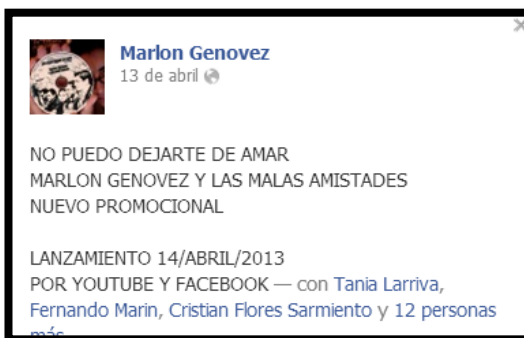 Marlon Genovez
13 de abril
NO PUEDO DEJARTE DE AMAR
MARLON GENOVEZ Y LAS MALAS AMISTADES
NUEVO PROMOCIONAL
LANZAMIENTO 14/ABRIL/2013
POR YOUTUBE Y FACEBOOK — con Tania Larriva,
Fernando Marin, Cristian Flores Sarmiento y 12 personas
más